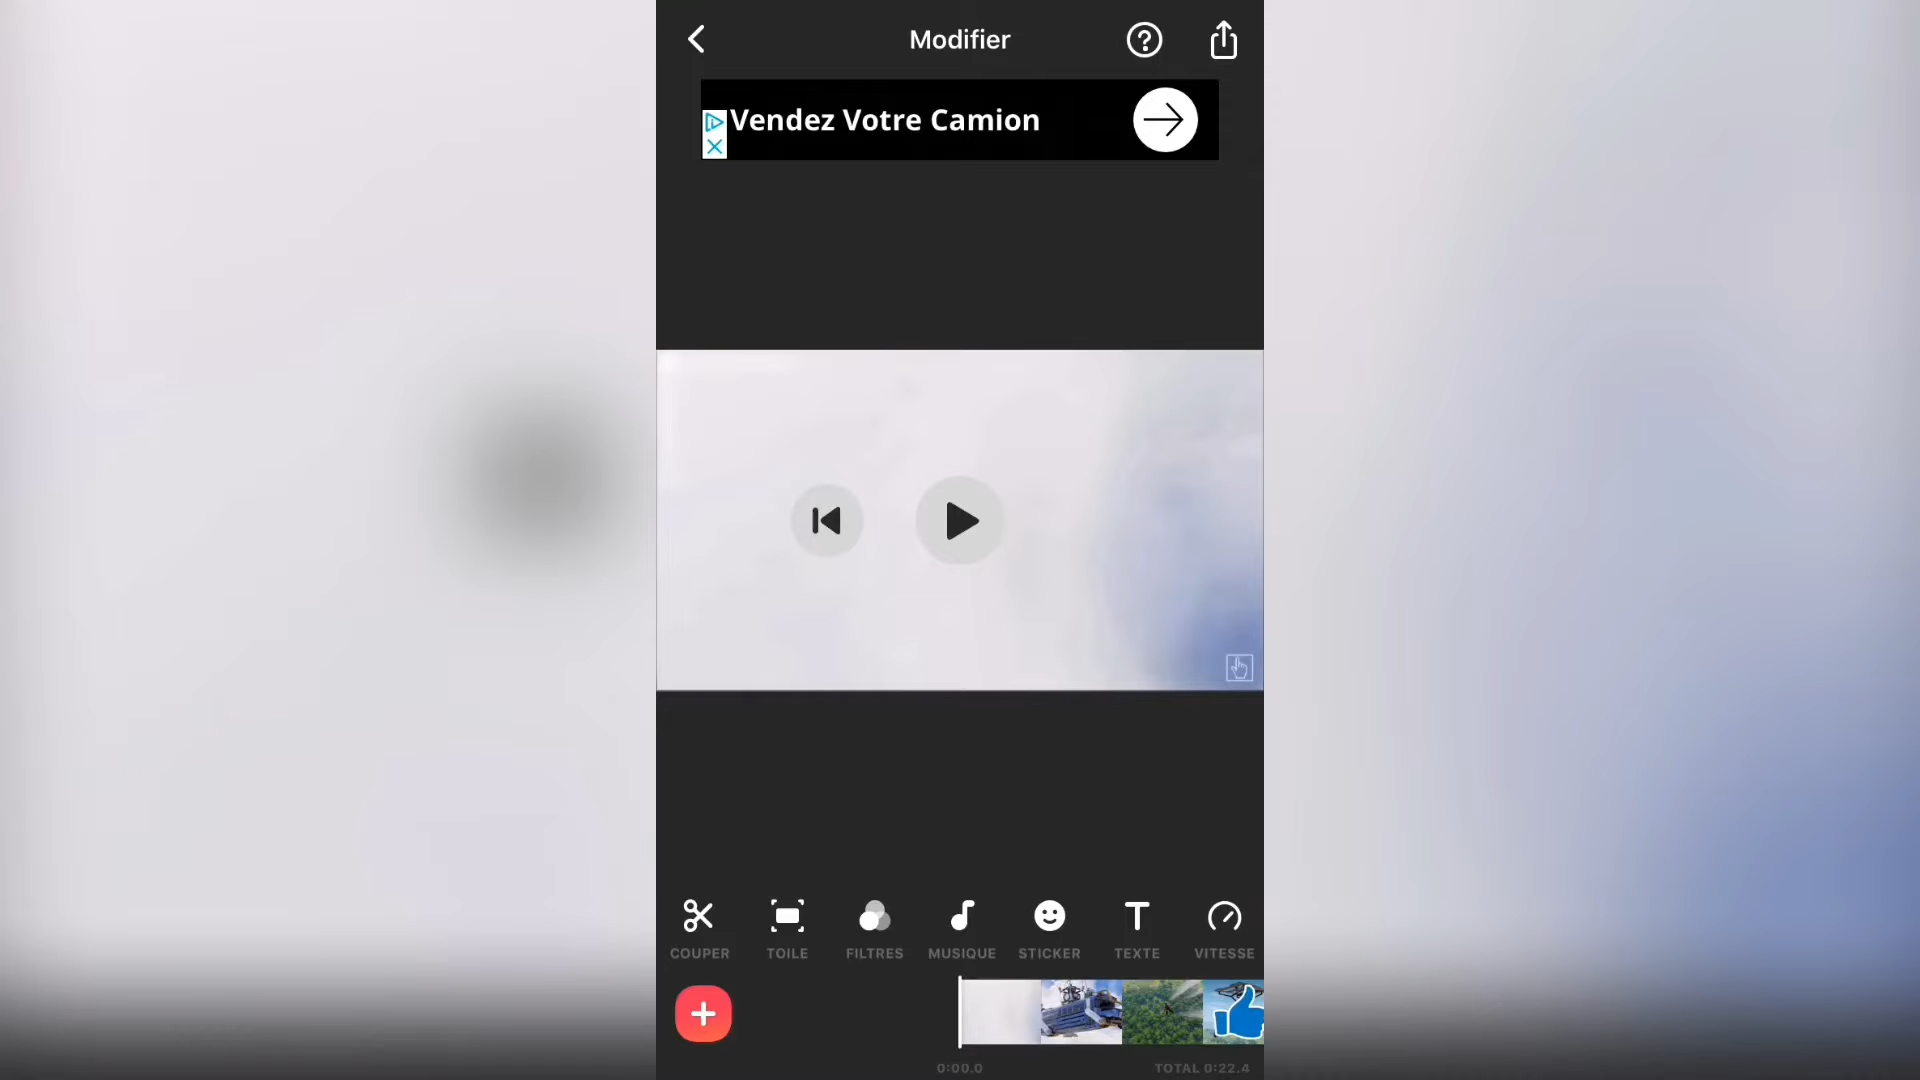 Modifier
Vendez Votre Camion
COUPER TOILE FILTRES MUSIQUE STICKER TEXTE VITESSE
0:00.0 TOTAL 0:22.4